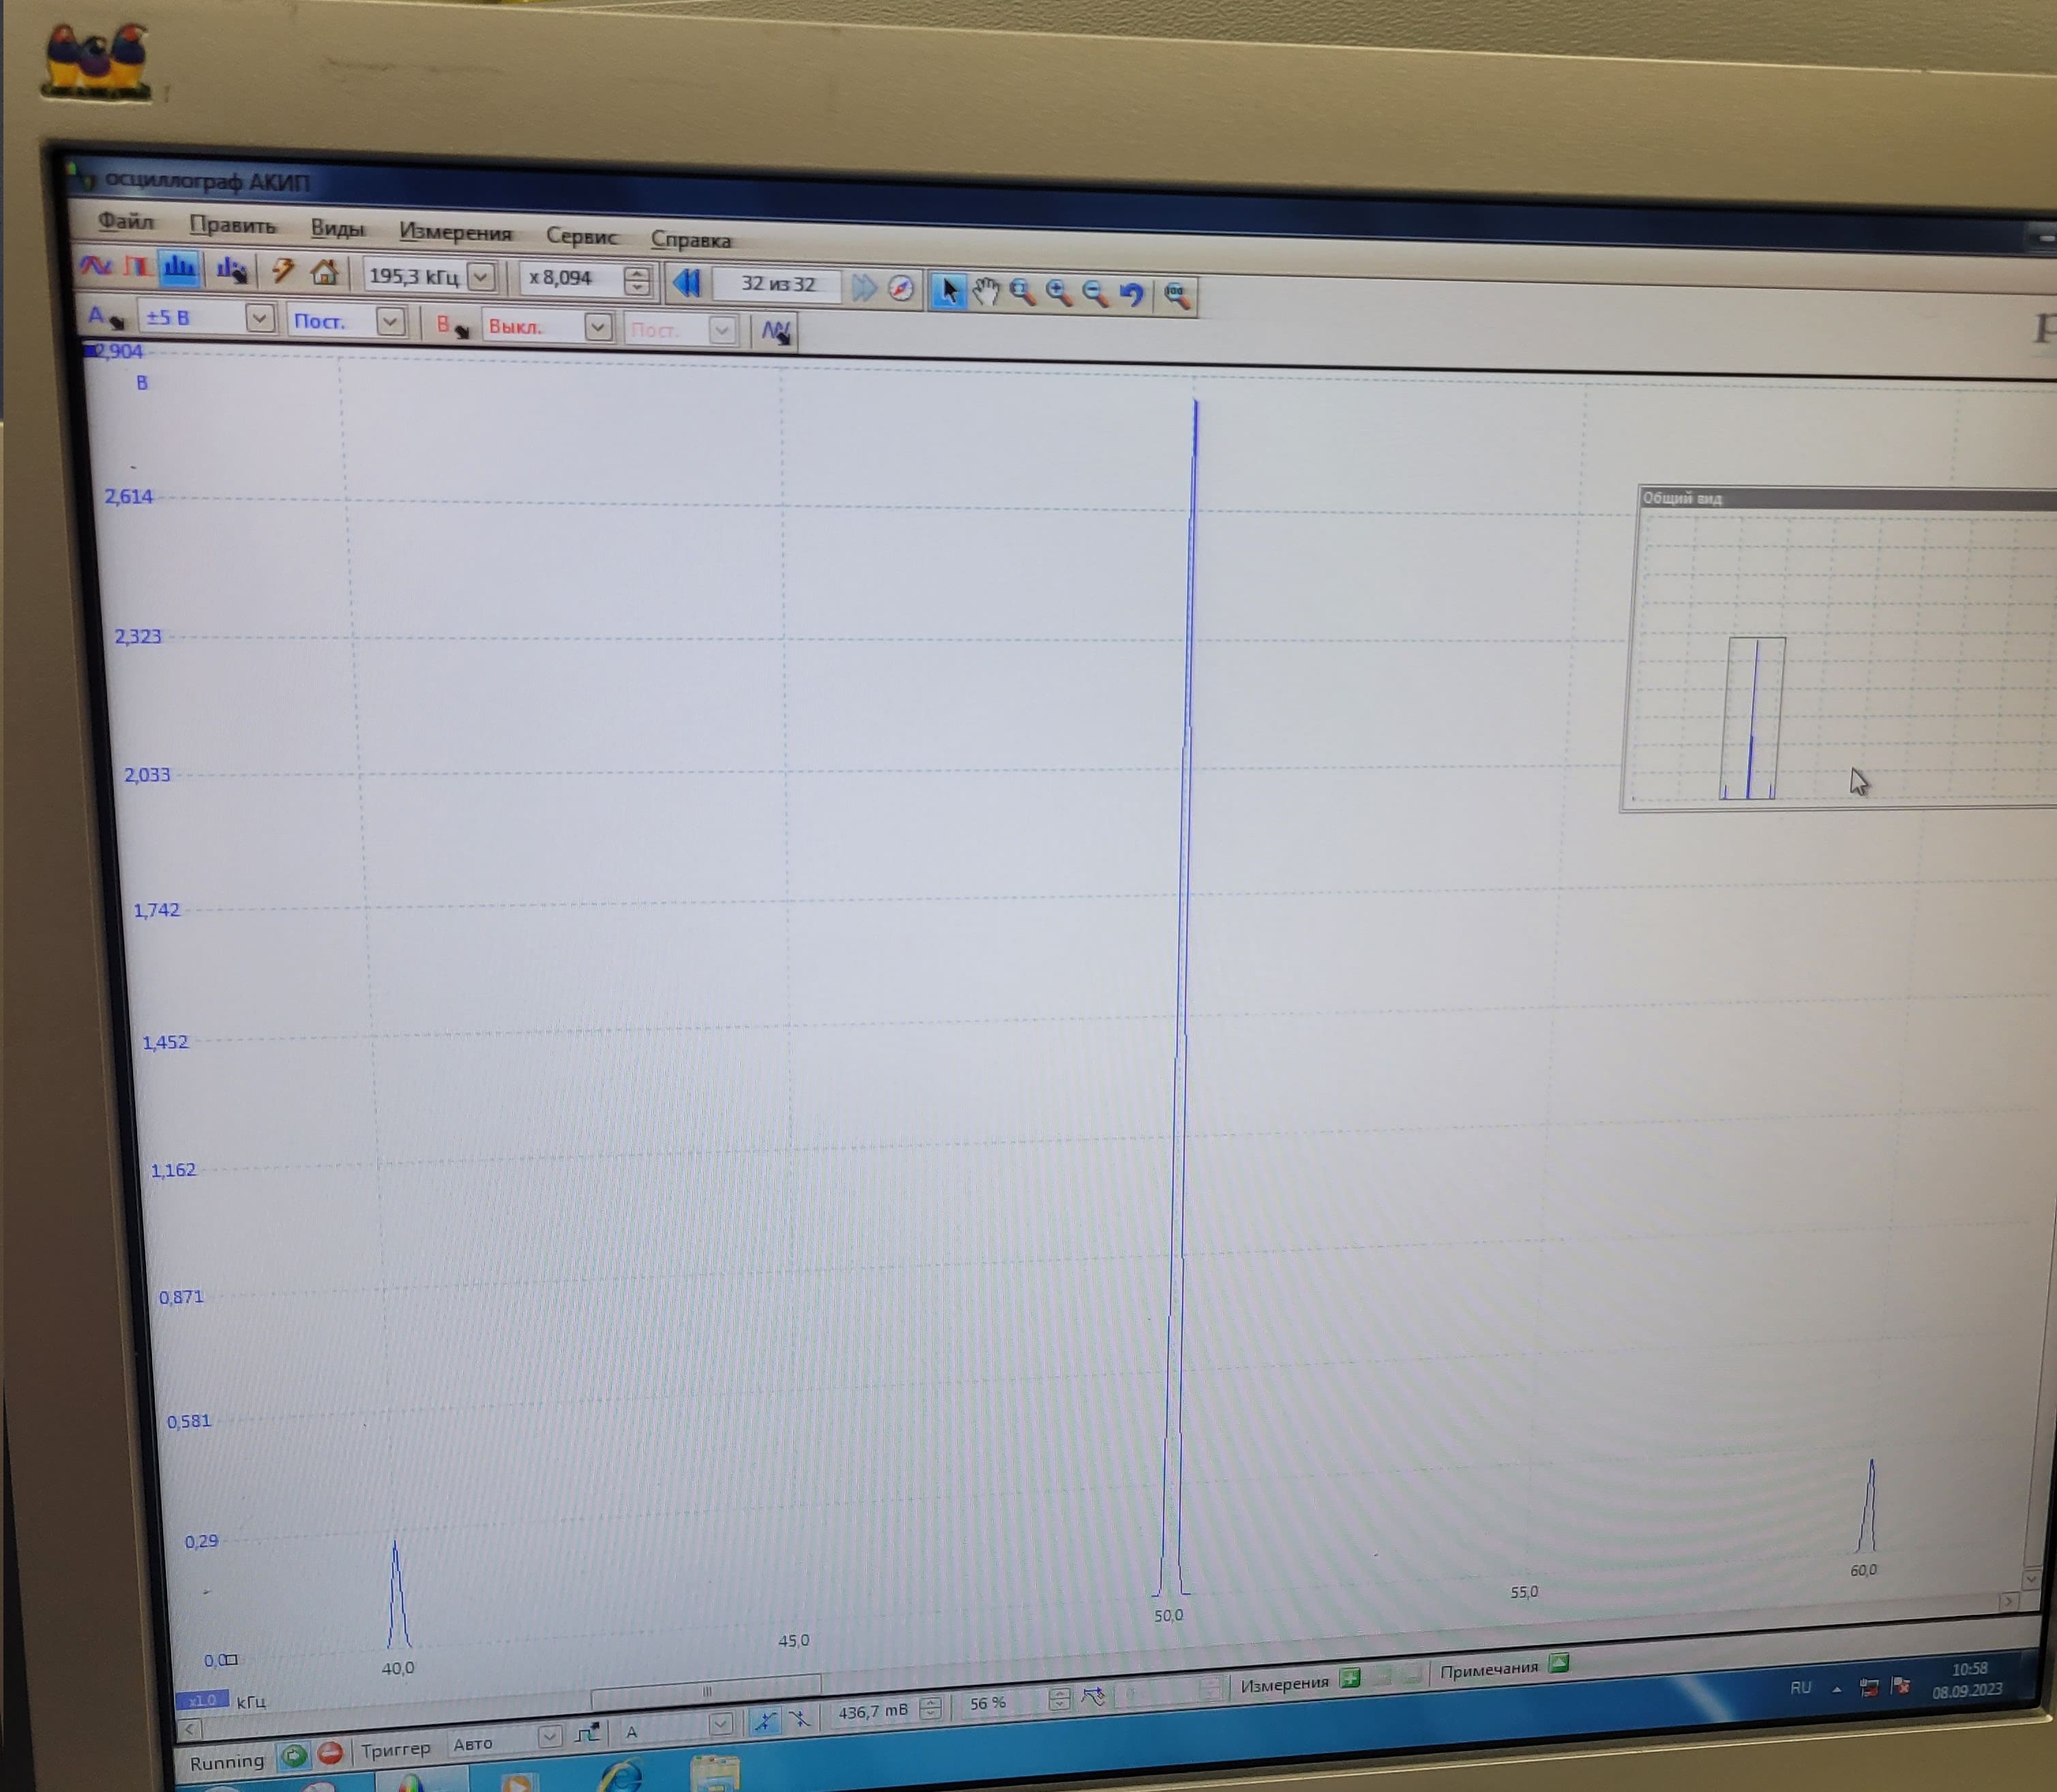 осциллограф АКИП
Файл Править Виды Измерения Сервис Справка
195,3 кГц x 8,094 32 из 32
A ±5 В Пост. B Выкл. Пост.
2,904
В
2,614
Общий вид
2,323
2,033
1,742
1,452
1,162
0,871
0,581
0,29
0,0
40,0 45,0 50,0 55,0 60,0
x1,0 кГц
Running Триггер Авто A 436,7 mВ 56 % Измерения Примечания
RU 10:58
08.09.2023